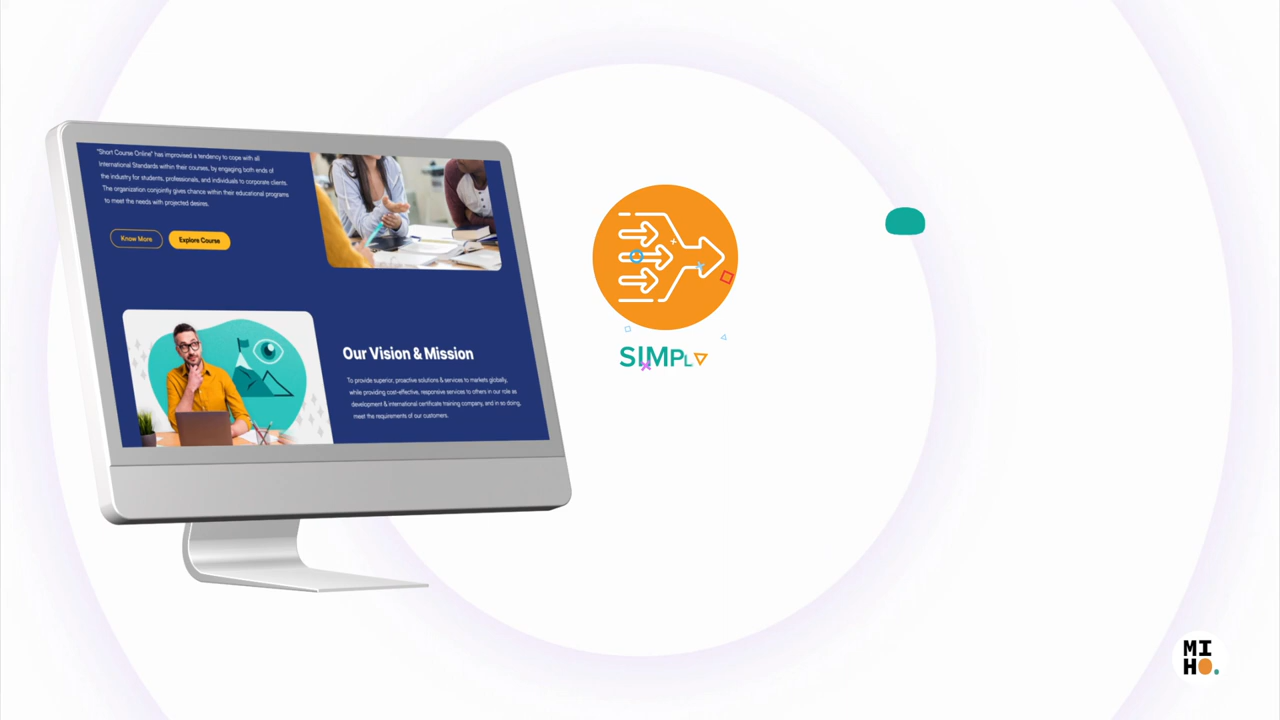 "Short Course Online" has improvised a tendency to cope with all
International Standards within their courses, by engaging both ends of
the industry for students, professionals, and individuals to corporate clients.
The organization conjointly gives chance within their educational programs
to meet the needs with projected desires.
Know More
Explore Course
Our Vision & Mission
To provide superior, proactive solutions & services to markets globally,
while providing cost-effective, responsive services to others in our role as
development & international certificate training company, and in so doing,
meet the requirements of our customers.
SIMPL
MI
HO.